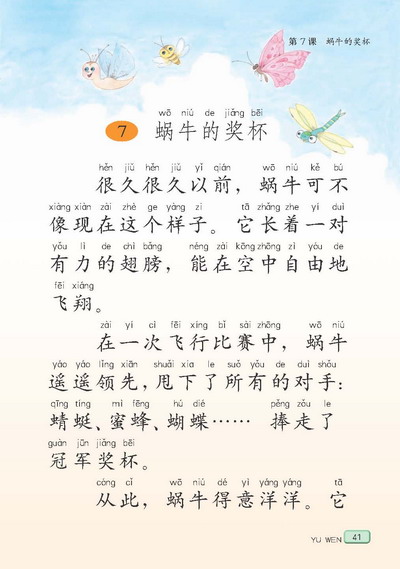 第7课 蜗牛的奖杯
wō niú de jiǎng bēi
7 蜗牛的奖杯
hěn jiǔ hěn jiǔ yǐ qián wō niú kě bú
很久很久以前，蜗牛可不
xiàng xiàn zài zhè ge yàng zi tā zhǎng zhe yí duì
像现在这个样子。它长着一对
yǒu lì de chì bǎng néng zài kōng zhōng zì yóu de
有力的翅膀，能在空中自由地
fēi xiáng
飞翔。
zài yí cì fēi xíng bǐ sài zhōng wō niú
在一次飞行比赛中，蜗牛
yáo yáo lǐng xiān shuǎi xia le suǒ yǒu de duì shǒu
遥遥领先，甩下了所有的对手：
qīng tíng mì fēng hú dié pěng zǒu le
蜻蜓、蜜蜂、蝴蝶…… 捧走了
guàn jūn jiǎng bēi
冠军奖杯。
cóng cǐ wō niú dé yì yáng yáng tā
从此，蜗牛得意洋洋。它
YU WEN 41